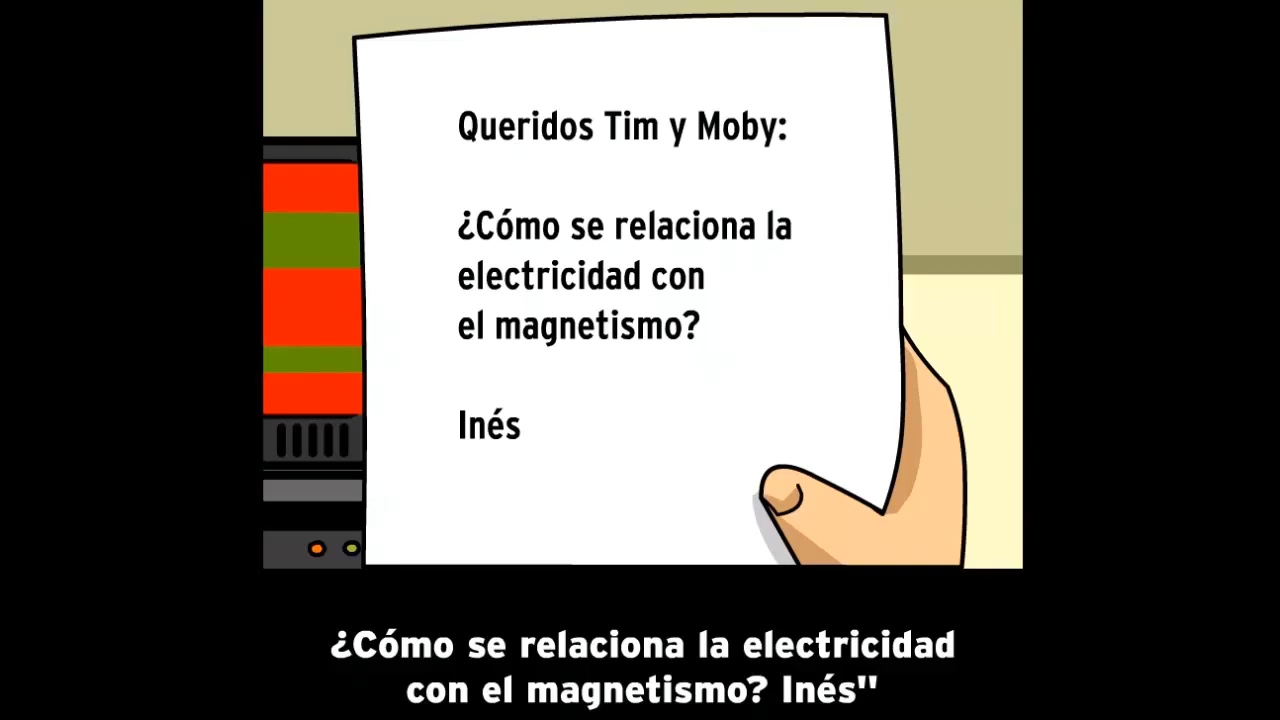 Queridos Tim y Moby:
¿Cómo se relaciona la
electricidad con
el magnetismo?
Inés
¿Cómo se relaciona la electricidad
con el magnetismo? Inés"